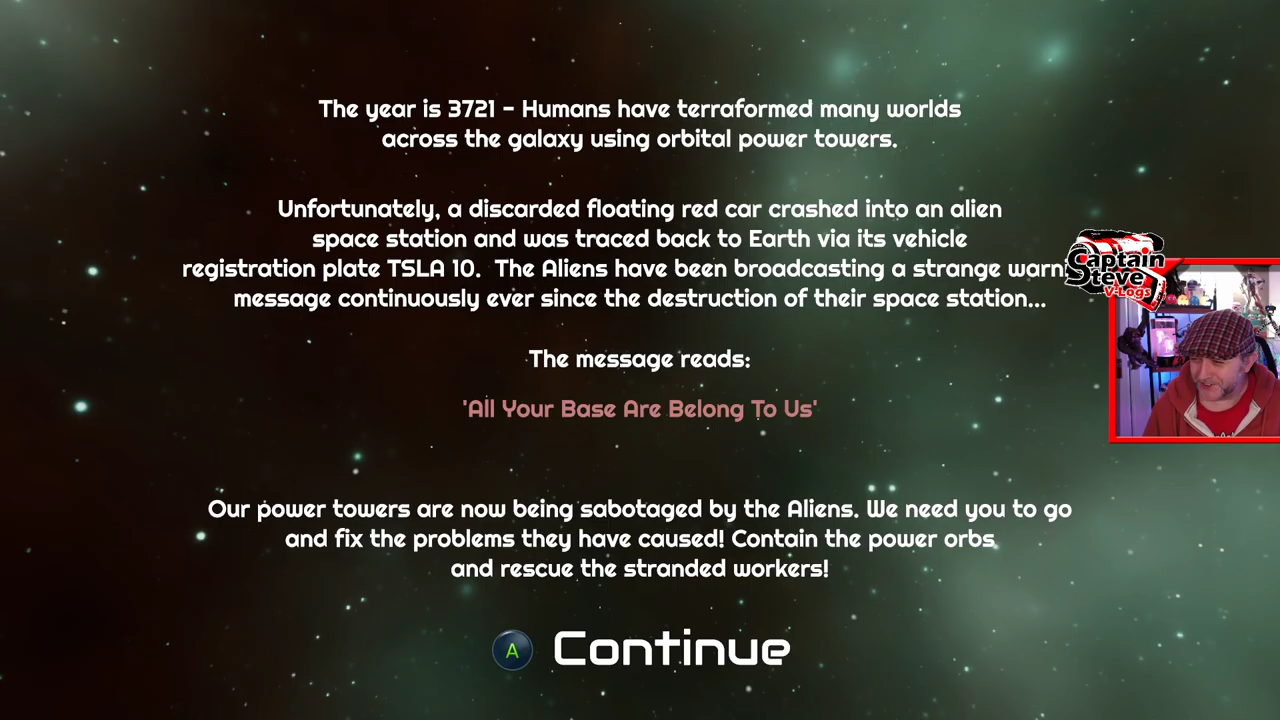 The year is 3721 - Humans have terraformed many worlds
across the galaxy using orbital power towers.
Unfortunately, a discarded floating red car crashed into an alien
space station and was traced back to Earth via its vehicle
registration plate TSLA 10. The Aliens have been broadcasting a strange
message continuously ever since the destruction of their space station...
The message reads:
'All Your Base Are Belong To Us'
Our power towers are now being sabotaged by the Aliens. We need you to go
and fix the problems they have caused! Contain the power orbs
and rescue the stranded workers!
A Continue
Captain
Steve
V-Logs